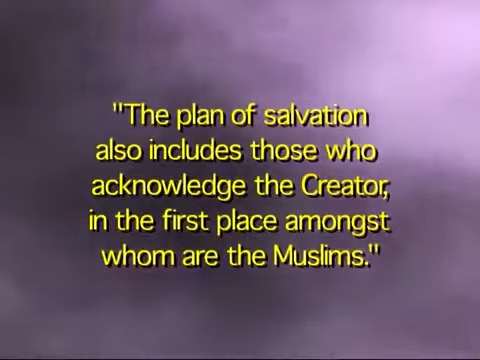 "The plan of salvation
also includes those who
acknowledge the Creator,
in the first place amongst
whom are the Muslims."